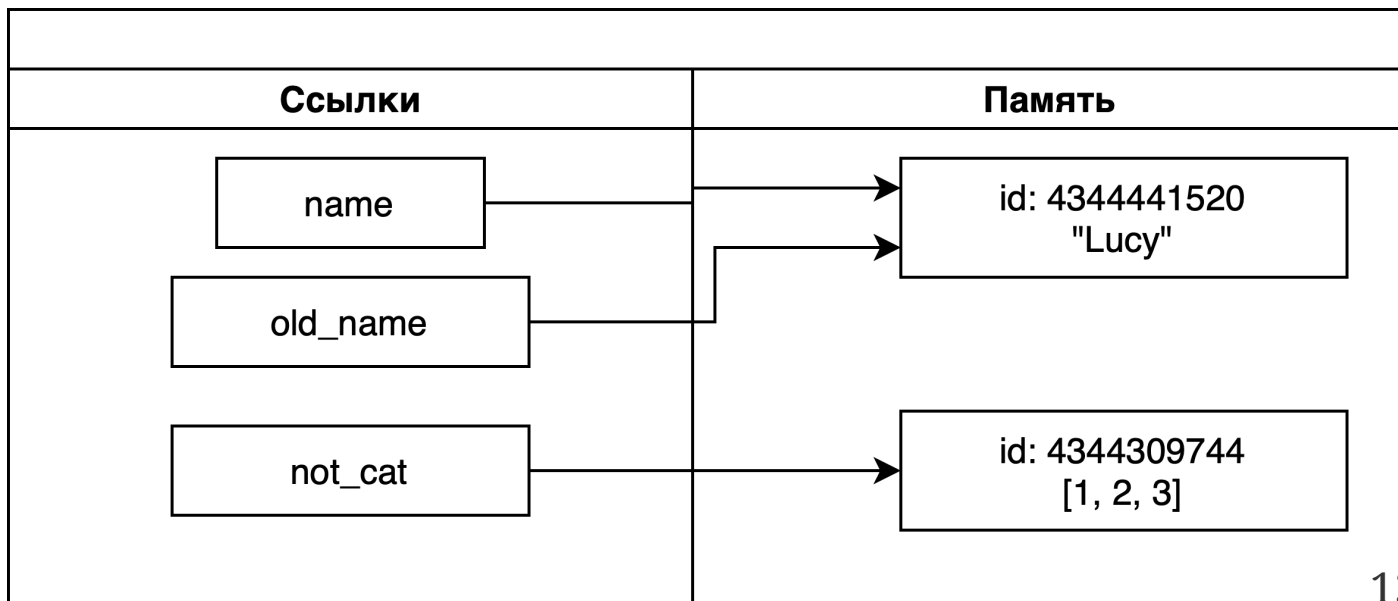 Ссылки
Память
name
id: 4344441520
"Lucy"
old_name
not_cat
id: 4344309744
[1, 2, 3]